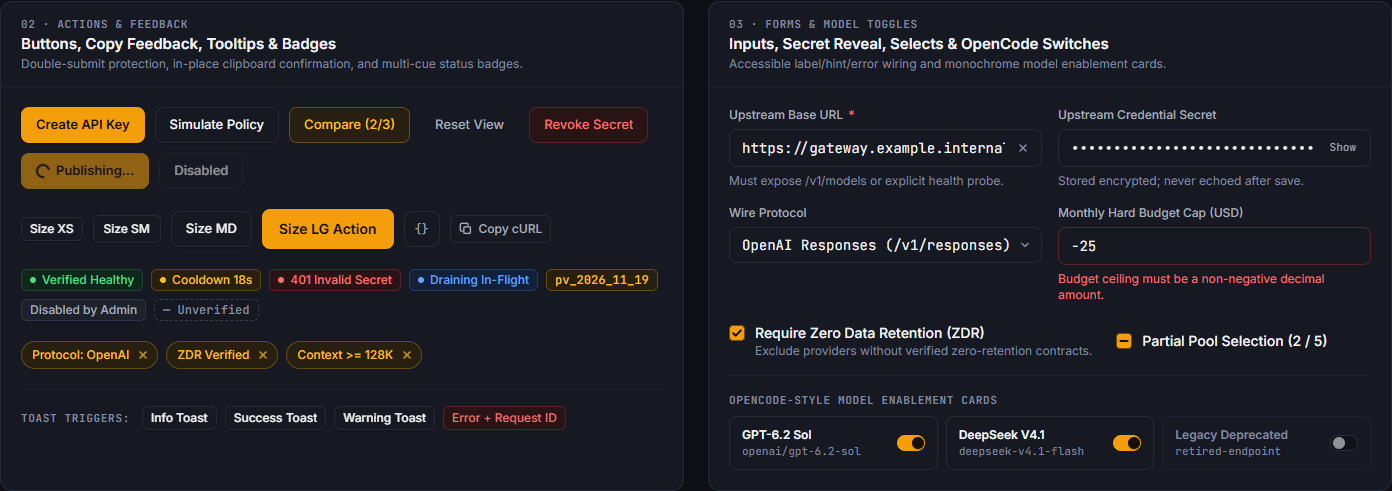 02 · ACTIONS & FEEDBACK
Buttons, Copy Feedback, Tooltips & Badges
Double-submit protection, in-place clipboard confirmation, and multi-cue status badges.
Create API Key
Simulate Policy
Compare (2/3)
Reset View
Revoke Secret
Publishing...
Disabled
Size XS
Size SM
Size MD
Size LG Action
{}
Copy cURL
Verified Healthy
Cooldown 18s
401 Invalid Secret
Draining In-Flight
pv_2026_11_19
Disabled by Admin
— Unverified
Protocol: OpenAI ×
ZDR Verified ×
Context >= 128K ×
TOAST TRIGGERS:
Info Toast
Success Toast
Warning Toast
Error + Request ID
03 · FORMS & MODEL TOGGLES
Inputs, Secret Reveal, Selects & OpenCode Switches
Accessible label/hint/error wiring and monochrome model enablement cards.
Upstream Base URL *
https://gateway.example.interna
×
Must expose /v1/models or explicit health probe.
Upstream Credential Secret
•••••••••••••••••••••••••••••
Show
Stored encrypted; never echoed after save.
Wire Protocol
OpenAI Responses (/v1/responses)
Monthly Hard Budget Cap (USD)
-25
Budget ceiling must be a non-negative decimal
amount.
Require Zero Data Retention (ZDR)
Exclude providers without verified zero-retention contracts.
Partial Pool Selection (2 / 5)
OPENCODE-STYLE MODEL ENABLEMENT CARDS
GPT-6.2 Sol
openai/gpt-6.2-sol
DeepSeek V4.1
deepseek-v4.1-flash
Legacy Deprecated
retired-endpoint